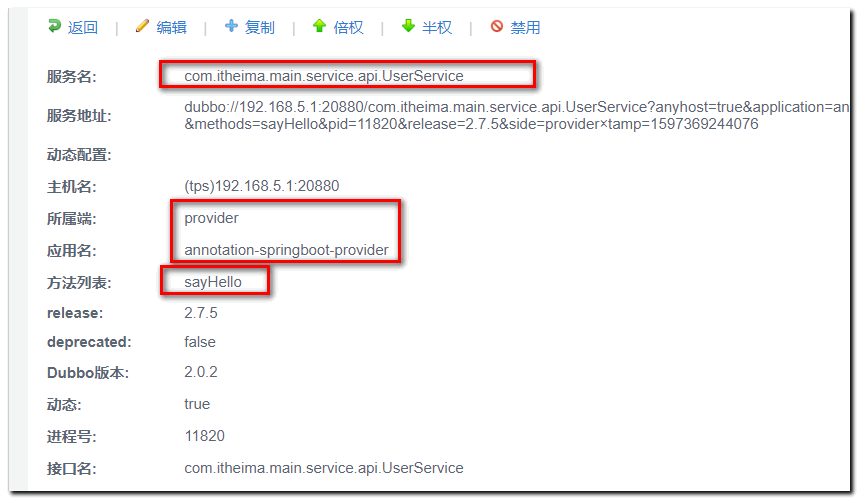 返回 | 编辑 | 复制 | 倍权 | 半权 | 禁用
服务名: com.itheima.main.service.api.UserService
服务地址: dubbo://192.168.5.1:20880/com.itheima.main.service.api.UserService?anyhost=true&application=an
&methods=sayHello&pid=11820&release=2.7.5&side=provider×tamp=1597369244076
动态配置:
主机名: (tps)192.168.5.1:20880
所属端: provider
应用名: annotation-springboot-provider
方法列表: sayHello
release: 2.7.5
deprecated: false
Dubbo版本: 2.0.2
动态: true
进程号: 11820
接口名: com.itheima.main.service.api.UserService